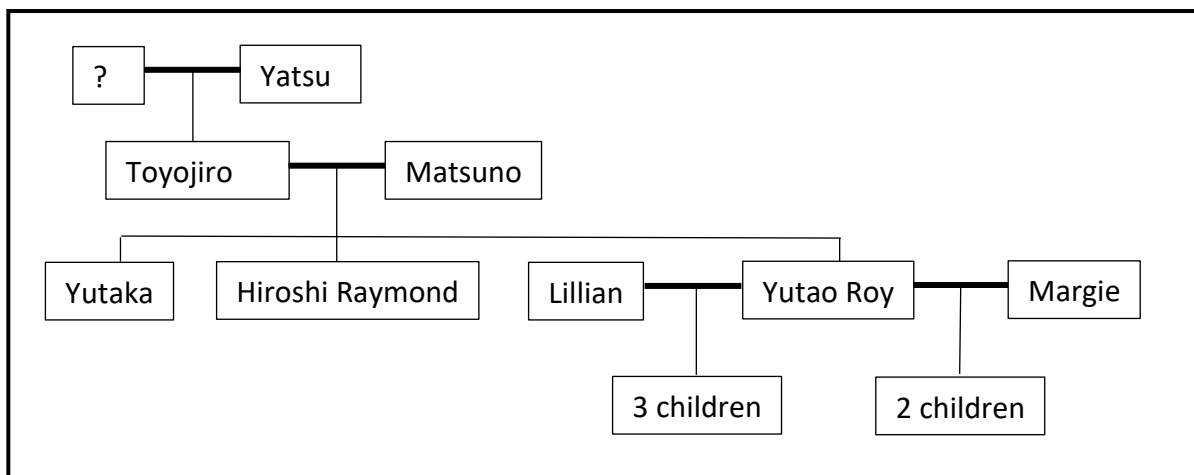 ?
Yatsu
Toyojiro
Matsuno
Yutaka
Hiroshi Raymond
Lillian
Yutao Roy
Margie
3 children
2 children